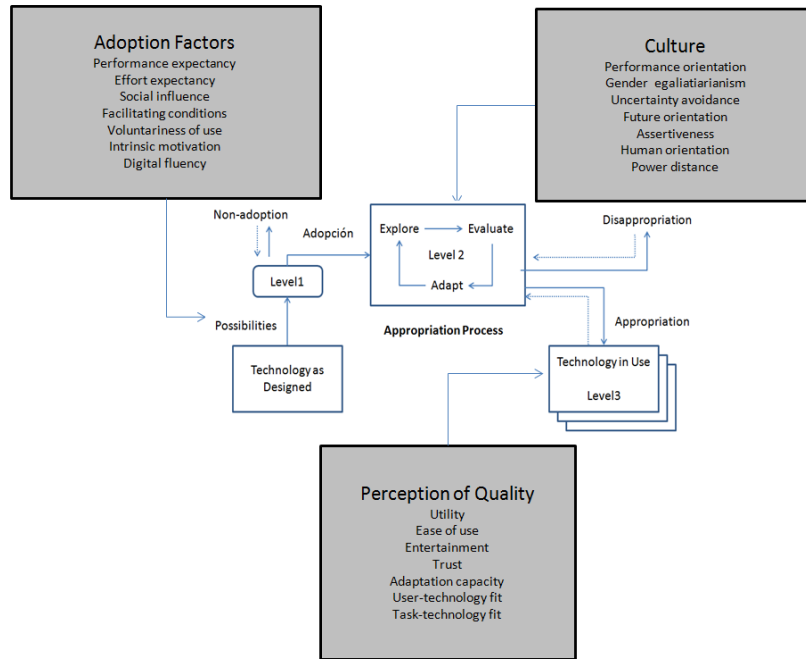 Adoption Factors
Performance expectancy
Effort expectancy
Social influence
Facilitating conditions
Voluntariness of use
Intrinsic motivation
Digital fluency
Culture
Performance orientation
Gender egaliatiarianism
Uncertainty avoidance
Future orientation
Assertiveness
Human orientation
Power distance
Non-adoption
Adopción
Level1
Possibilities
Technology as
Designed
Explore
Evaluate
Level 2
Adapt
Appropriation Process
Disappropriation
Appropriation
Technology in Use
Level3
Perception of Quality
Utility
Ease of use
Entertainment
Trust
Adaptation capacity
User-technology fit
Task-technology fit